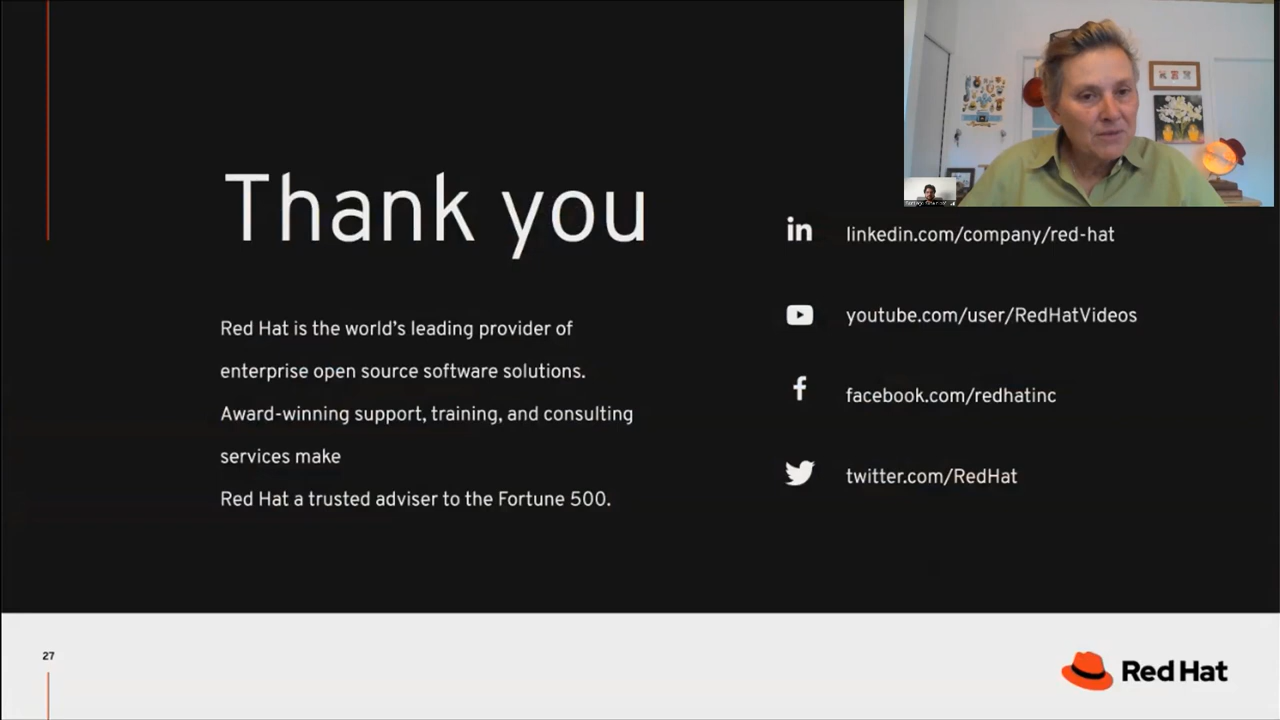 Thank you
Red Hat is the world's leading provider of
enterprise open source software solutions.
Award-winning support, training, and consulting
services make
Red Hat a trusted adviser to the Fortune 500.
linkedin.com/company/red-hat
youtube.com/user/RedHatVideos
facebook.com/redhatinc
twitter.com/RedHat
27
Red Hat